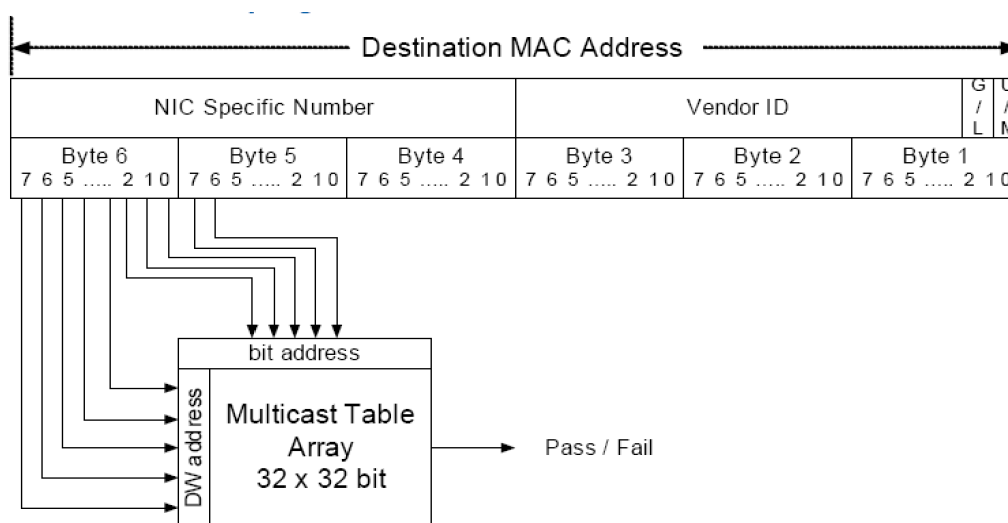 Destination MAC Address
NIC Specific Number Vendor ID G / L U / M
Byte 6 Byte 5 Byte 4 Byte 3 Byte 2 Byte 1
7 6 5 ..... 2 1 0 7 6 5 ..... 2 1 0 7 6 5 ..... 2 1 0 7 6 5 ..... 2 1 0 7 6 5 ..... 2 1 0 7 6 5 ..... 2 1 0
bit address
DW address
Multicast Table
Array
32 x 32 bit
Pass / Fail